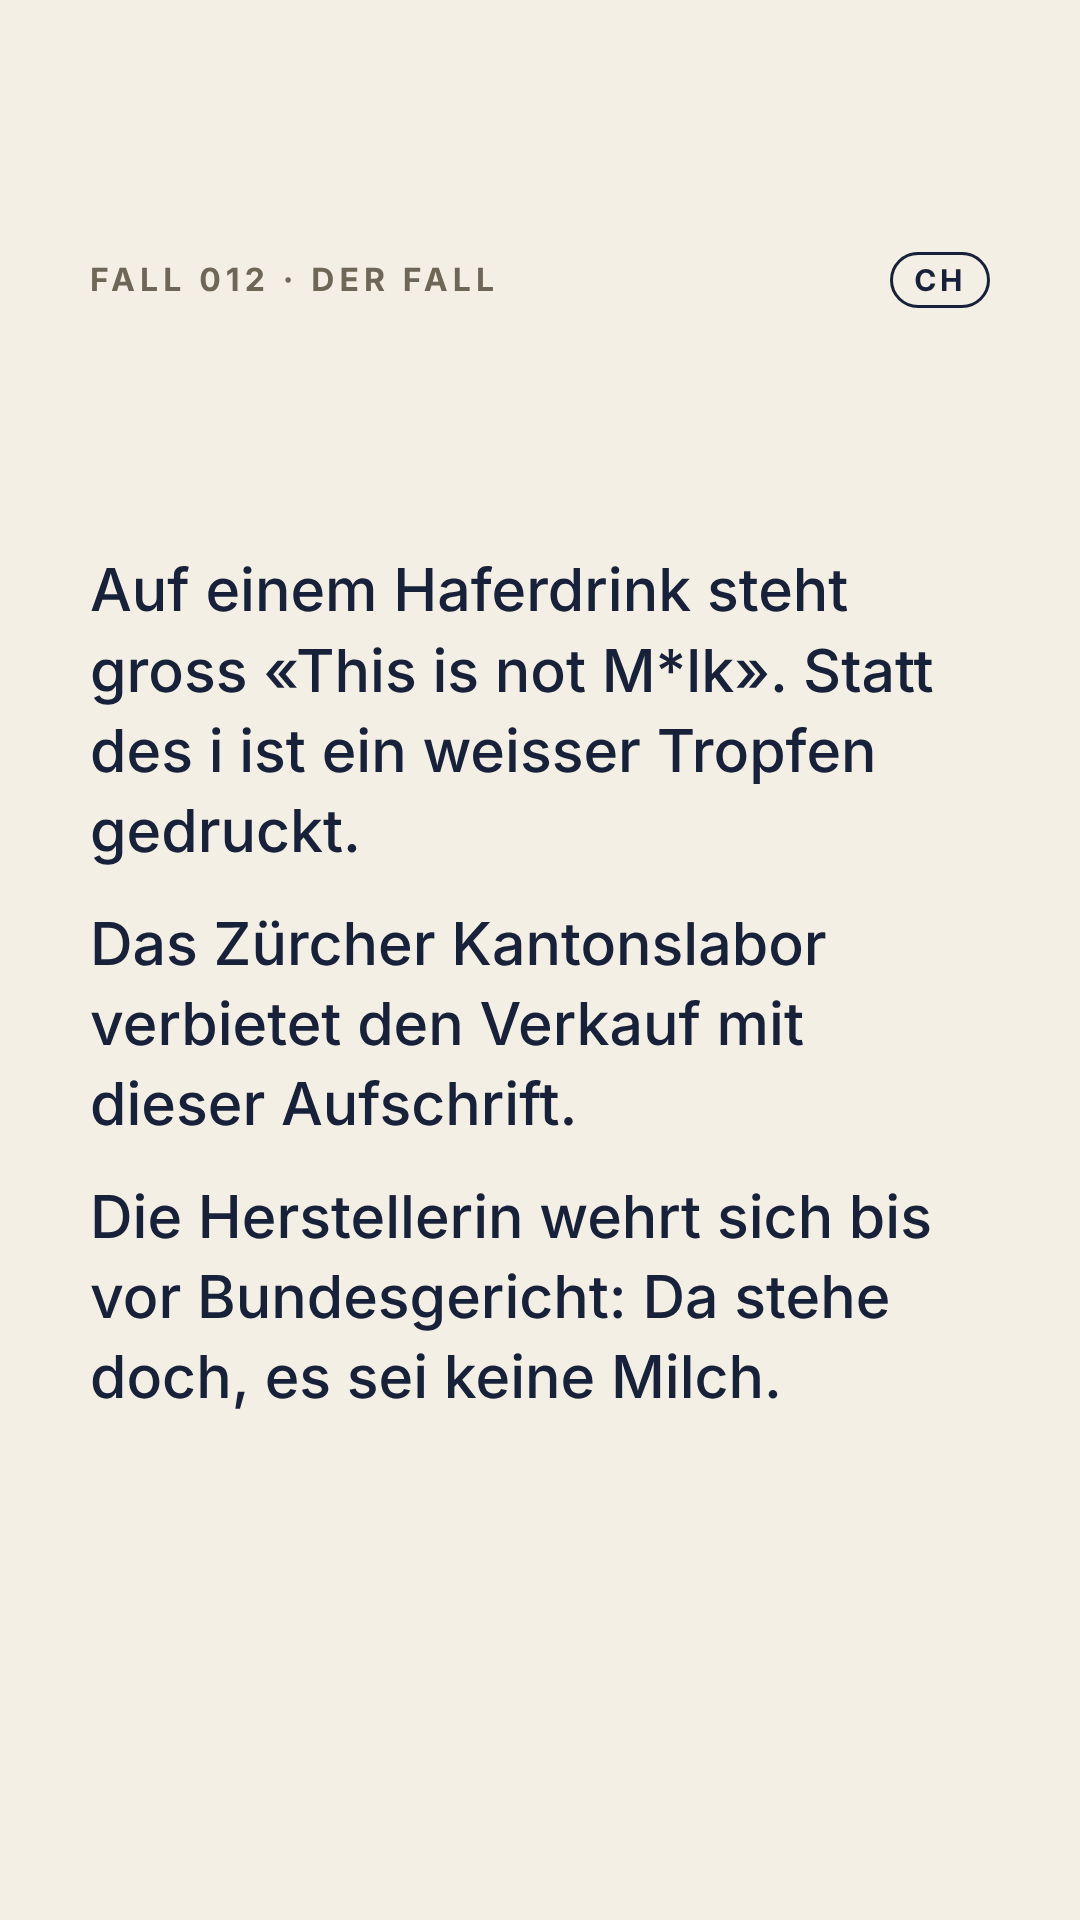 FALL 012 · DER FALL
CH
Auf einem Haferdrink steht
gross «This is not M*lk». Statt
des i ist ein weisser Tropfen
gedruckt.
Das Zürcher Kantonslabor
verbietet den Verkauf mit
dieser Aufschrift.
Die Herstellerin wehrt sich bis
vor Bundesgericht: Da stehe
doch, es sei keine Milch.